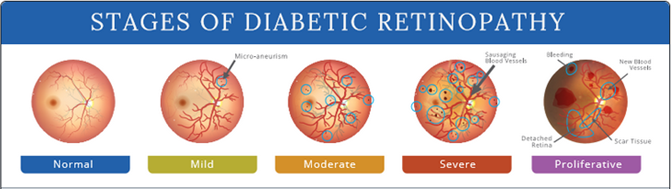 STAGES OF DIABETIC RETINOPATHY
Micro-aneurism
Sausaging
Blood Vessels
Bleeding
New Blood
Vessels
Detached
Retina
Scar Tissue
Normal
Mild
Moderate
Severe
Proliferative